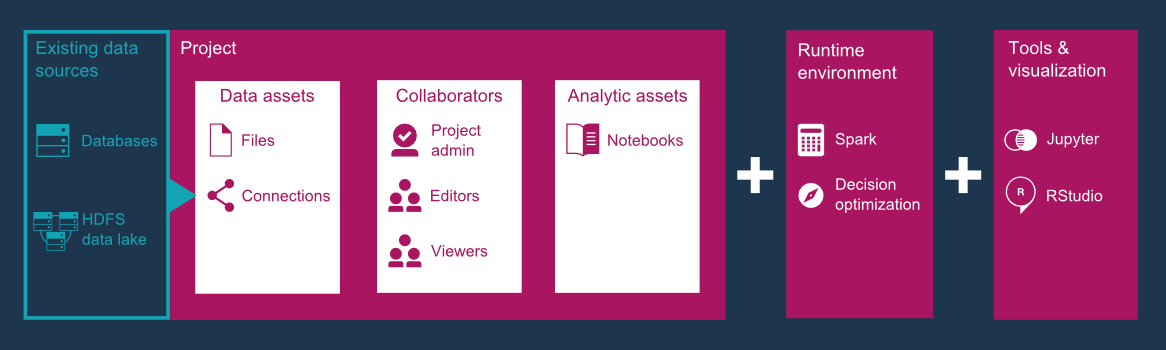 Existing data
sources
Databases
HDFS
data lake
Project
Data assets
Files
Connections
Collaborators
Project
admin
Editors
Viewers
Analytic assets
Notebooks
Runtime
environment
Spark
Decision
optimization
Tools &
visualization
Jupyter
R
RStudio